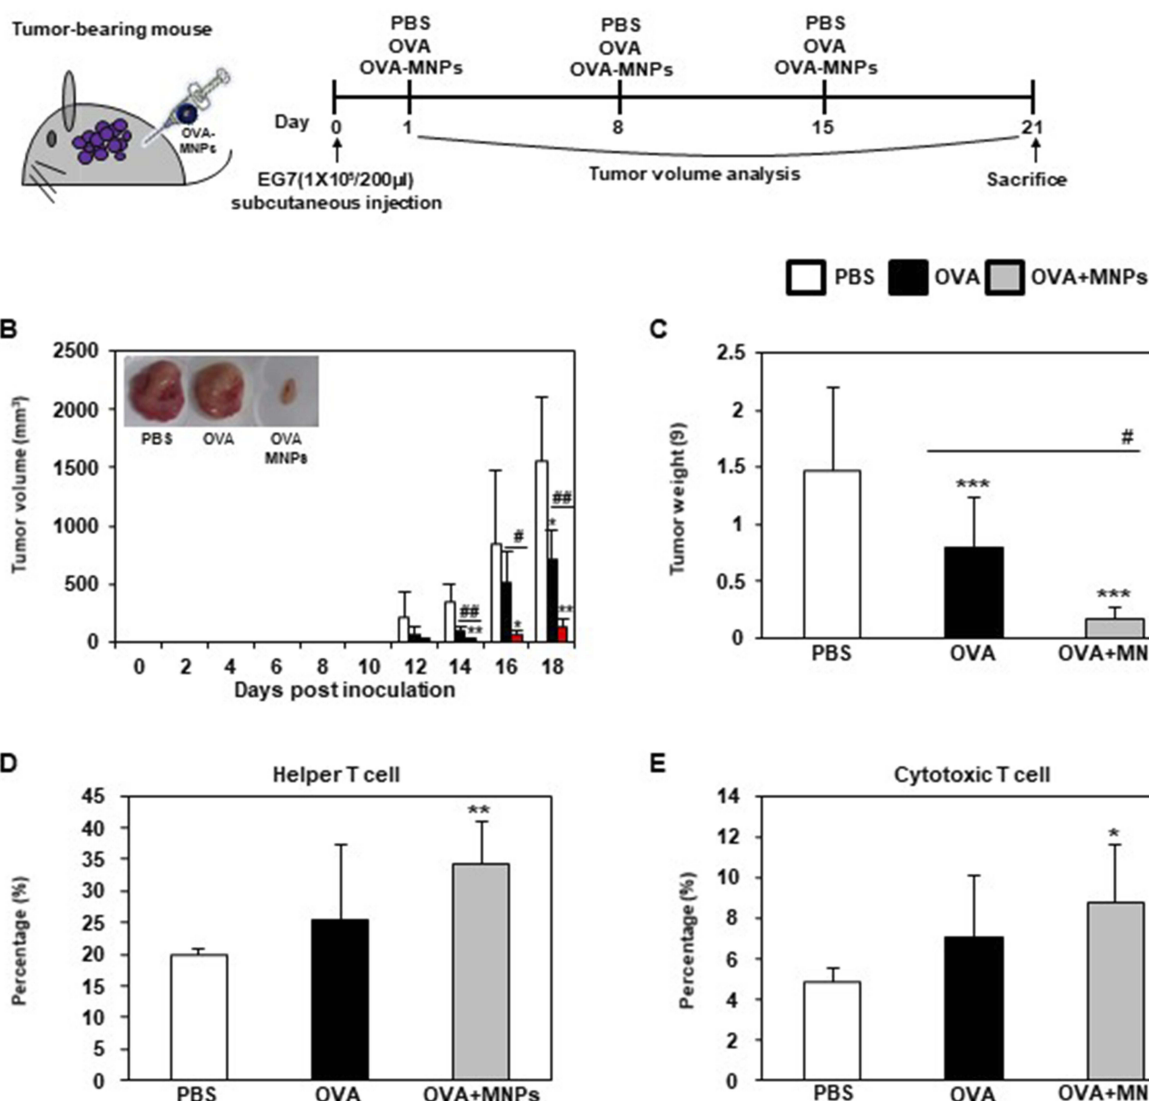 Tumor-bearing mouse
OVA-
MNPs
PBS
OVA
OVA-MNPs
PBS
OVA
OVA-MNPs
PBS
OVA
OVA-MNPs
Day
0
1
8
15
21
EG7(1X10⁵/200µl)
subcutaneous injection
Tumor volume analysis
Sacrifice
PBS
OVA
OVA+MNPs
B
Tumor volume (mm³)
2500
2000
1500
1000
500
0
PBS
OVA
OVA
MNPs
##
**
#
*
##
*
**
0 2 4 6 8 10 12 14 16 18
Days post inoculation
C
Tumor weight (9)
2.5
2
1.5
1
0.5
0
#
***
***
PBS
OVA
OVA+MN
D
Helper T cell
Percentage (%)
45
40
35
30
25
20
15
10
5
0
**
PBS
OVA
OVA+MNPs
E
Cytotoxic T cell
Percentage (%)
14
12
10
8
6
4
2
0
*
PBS
OVA
OVA+MN